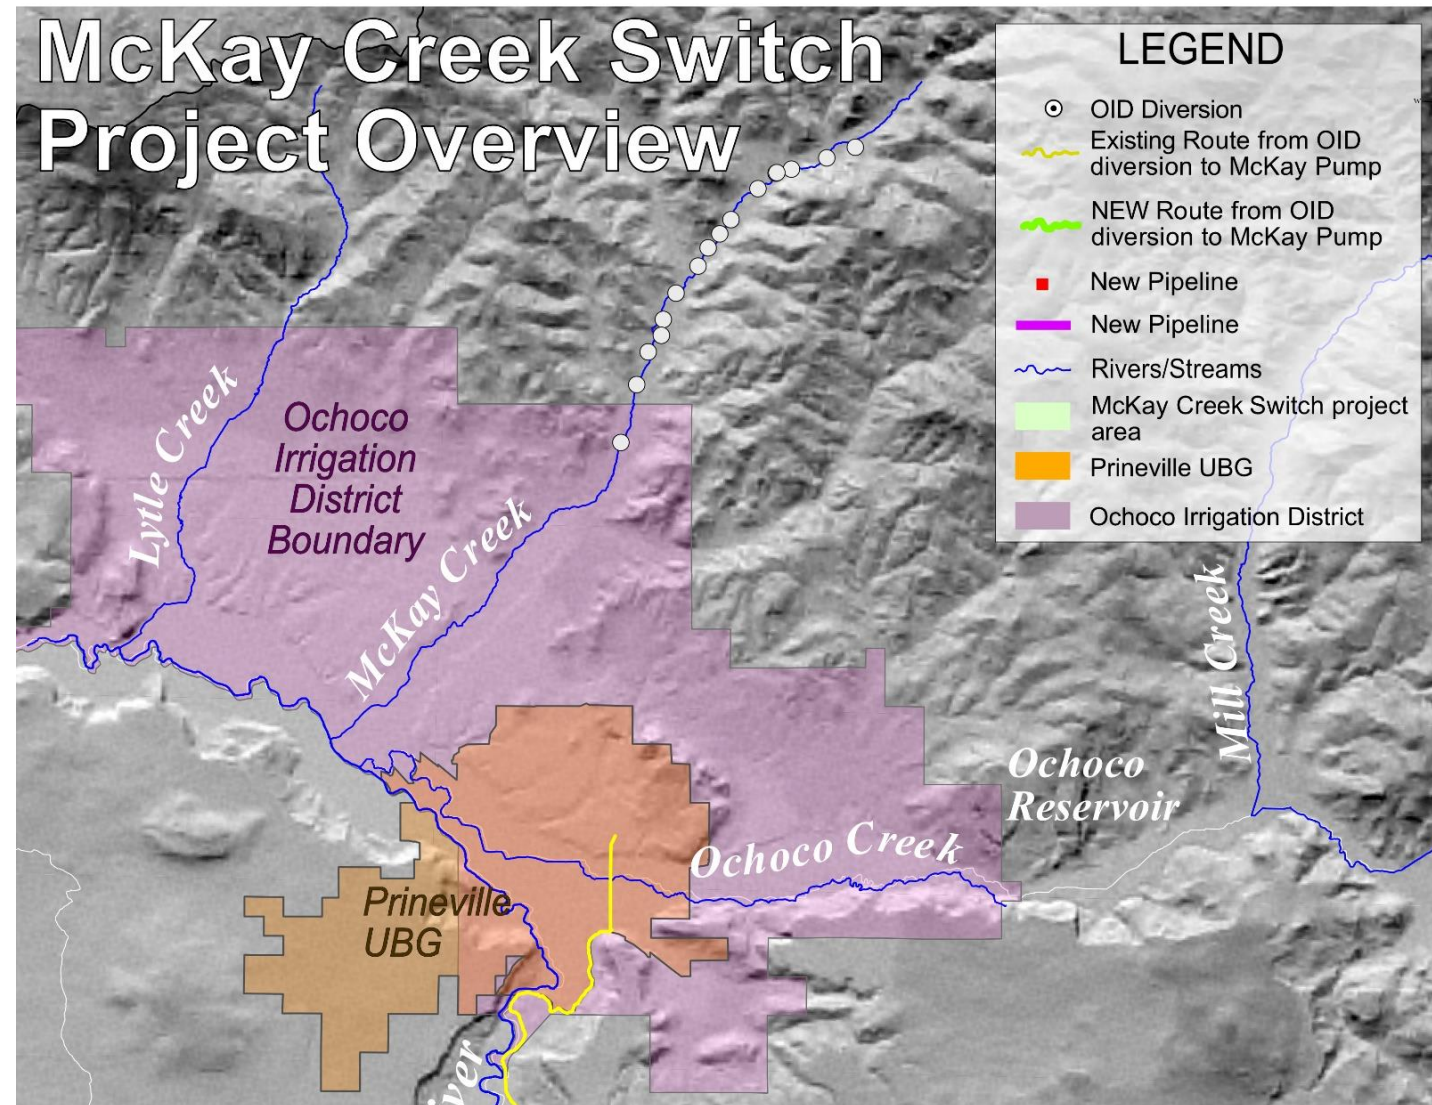 McKay Creek Switch
Project Overview
LEGEND
OID Diversion
Existing Route from OID
diversion to McKay Pump
NEW Route from OID
diversion to McKay Pump
New Pipeline
New Pipeline
Rivers/Streams
McKay Creek Switch project
area
Prineville UBG
Ochoco Irrigation District
Lytle Creek
Ochoco
Irrigation
District
Boundary
McKay Creek
Mill Creek
Ochoco
Reservoir
Ochoco Creek
Prineville
UBG